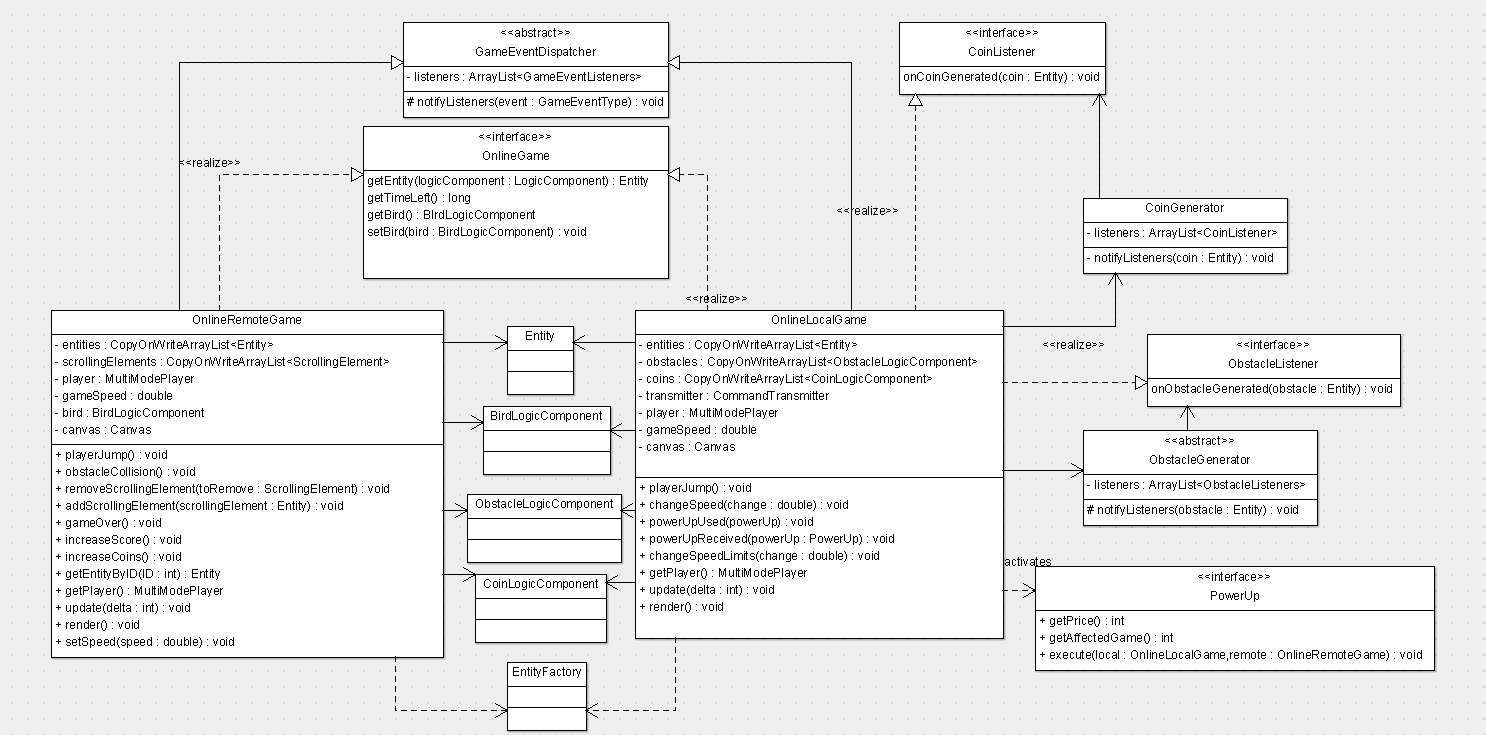 <<abstract>>
GameEventDispatcher
- listeners : ArrayList<GameEventListeners>
# notifyListeners(event : GameEventType) : void
<<interface>>
CoinListener
onCoinGenerated(coin : Entity) : void
<<interface>>
OnlineGame
getEntity(logicComponent : LogicComponent) : Entity
getTimeLeft() : long
getBird() : BIrdLogicComponent
setBird(bird : BirdLogicComponent) : void
<<realize>>
<<realize>>
<<realize>>
<<realize>>
CoinGenerator
- listeners : ArrayList<CoinListener>
- notifyListeners(coin : Entity) : void
OnlineRemoteGame
- entities : CopyOnWriteArrayList<Entity>
- scrollingElements : CopyOnWriteArrayList<ScrollingElement>
- player : MultiModePlayer
- gameSpeed : double
- bird : BirdLogicComponent
- canvas : Canvas
+ playerJump() : void
+ obstacleCollision() : void
+ removeScrollingElement(toRemove : ScrollingElement) : void
+ addScrollingElement(scrollingElement : Entity) : void
+ gameOver() : void
+ increaseScore() : void
+ increaseCoins() : void
+ getEntityByID(ID : int) : Entity
+ getPlayer() : MultiModePlayer
+ update(delta : int) : void
+ render() : void
+ setSpeed(speed : double) : void
Entity
BirdLogicComponent
ObstacleLogicComponent
CoinLogicComponent
EntityFactory
OnlineLocalGame
- entities : CopyOnWriteArrayList<Entity>
- obstacles : CopyOnWriteArrayList<ObstacleLogicComponent>
- coins : CopyOnWriteArrayList<CoinLogicComponent>
- transmitter : CommandTransmitter
- player : MultiModePlayer
- gameSpeed : double
- canvas : Canvas
+ playerJump() : void
+ changeSpeed(change : double) : void
+ powerUpUsed(powerUp) : void
+ powerUpReceived(powerUp : PowerUp) : void
+ changeSpeedLimits(change : double) : void
+ getPlayer() : MultiModePlayer
+ update(delta : int) : void
+ render() : void
<<interface>>
ObstacleListener
onObstacleGenerated(obstacle : Entity) : void
<<abstract>>
ObstacleGenerator
- listeners : ArrayList<ObstacleListeners>
# notifyListeners(obstacle : Entity) : void
activates
<<interface>>
PowerUp
+ getPrice() : int
+ getAffectedGame() : int
+ execute(local : OnlineLocalGame,remote : OnlineRemoteGame) : void